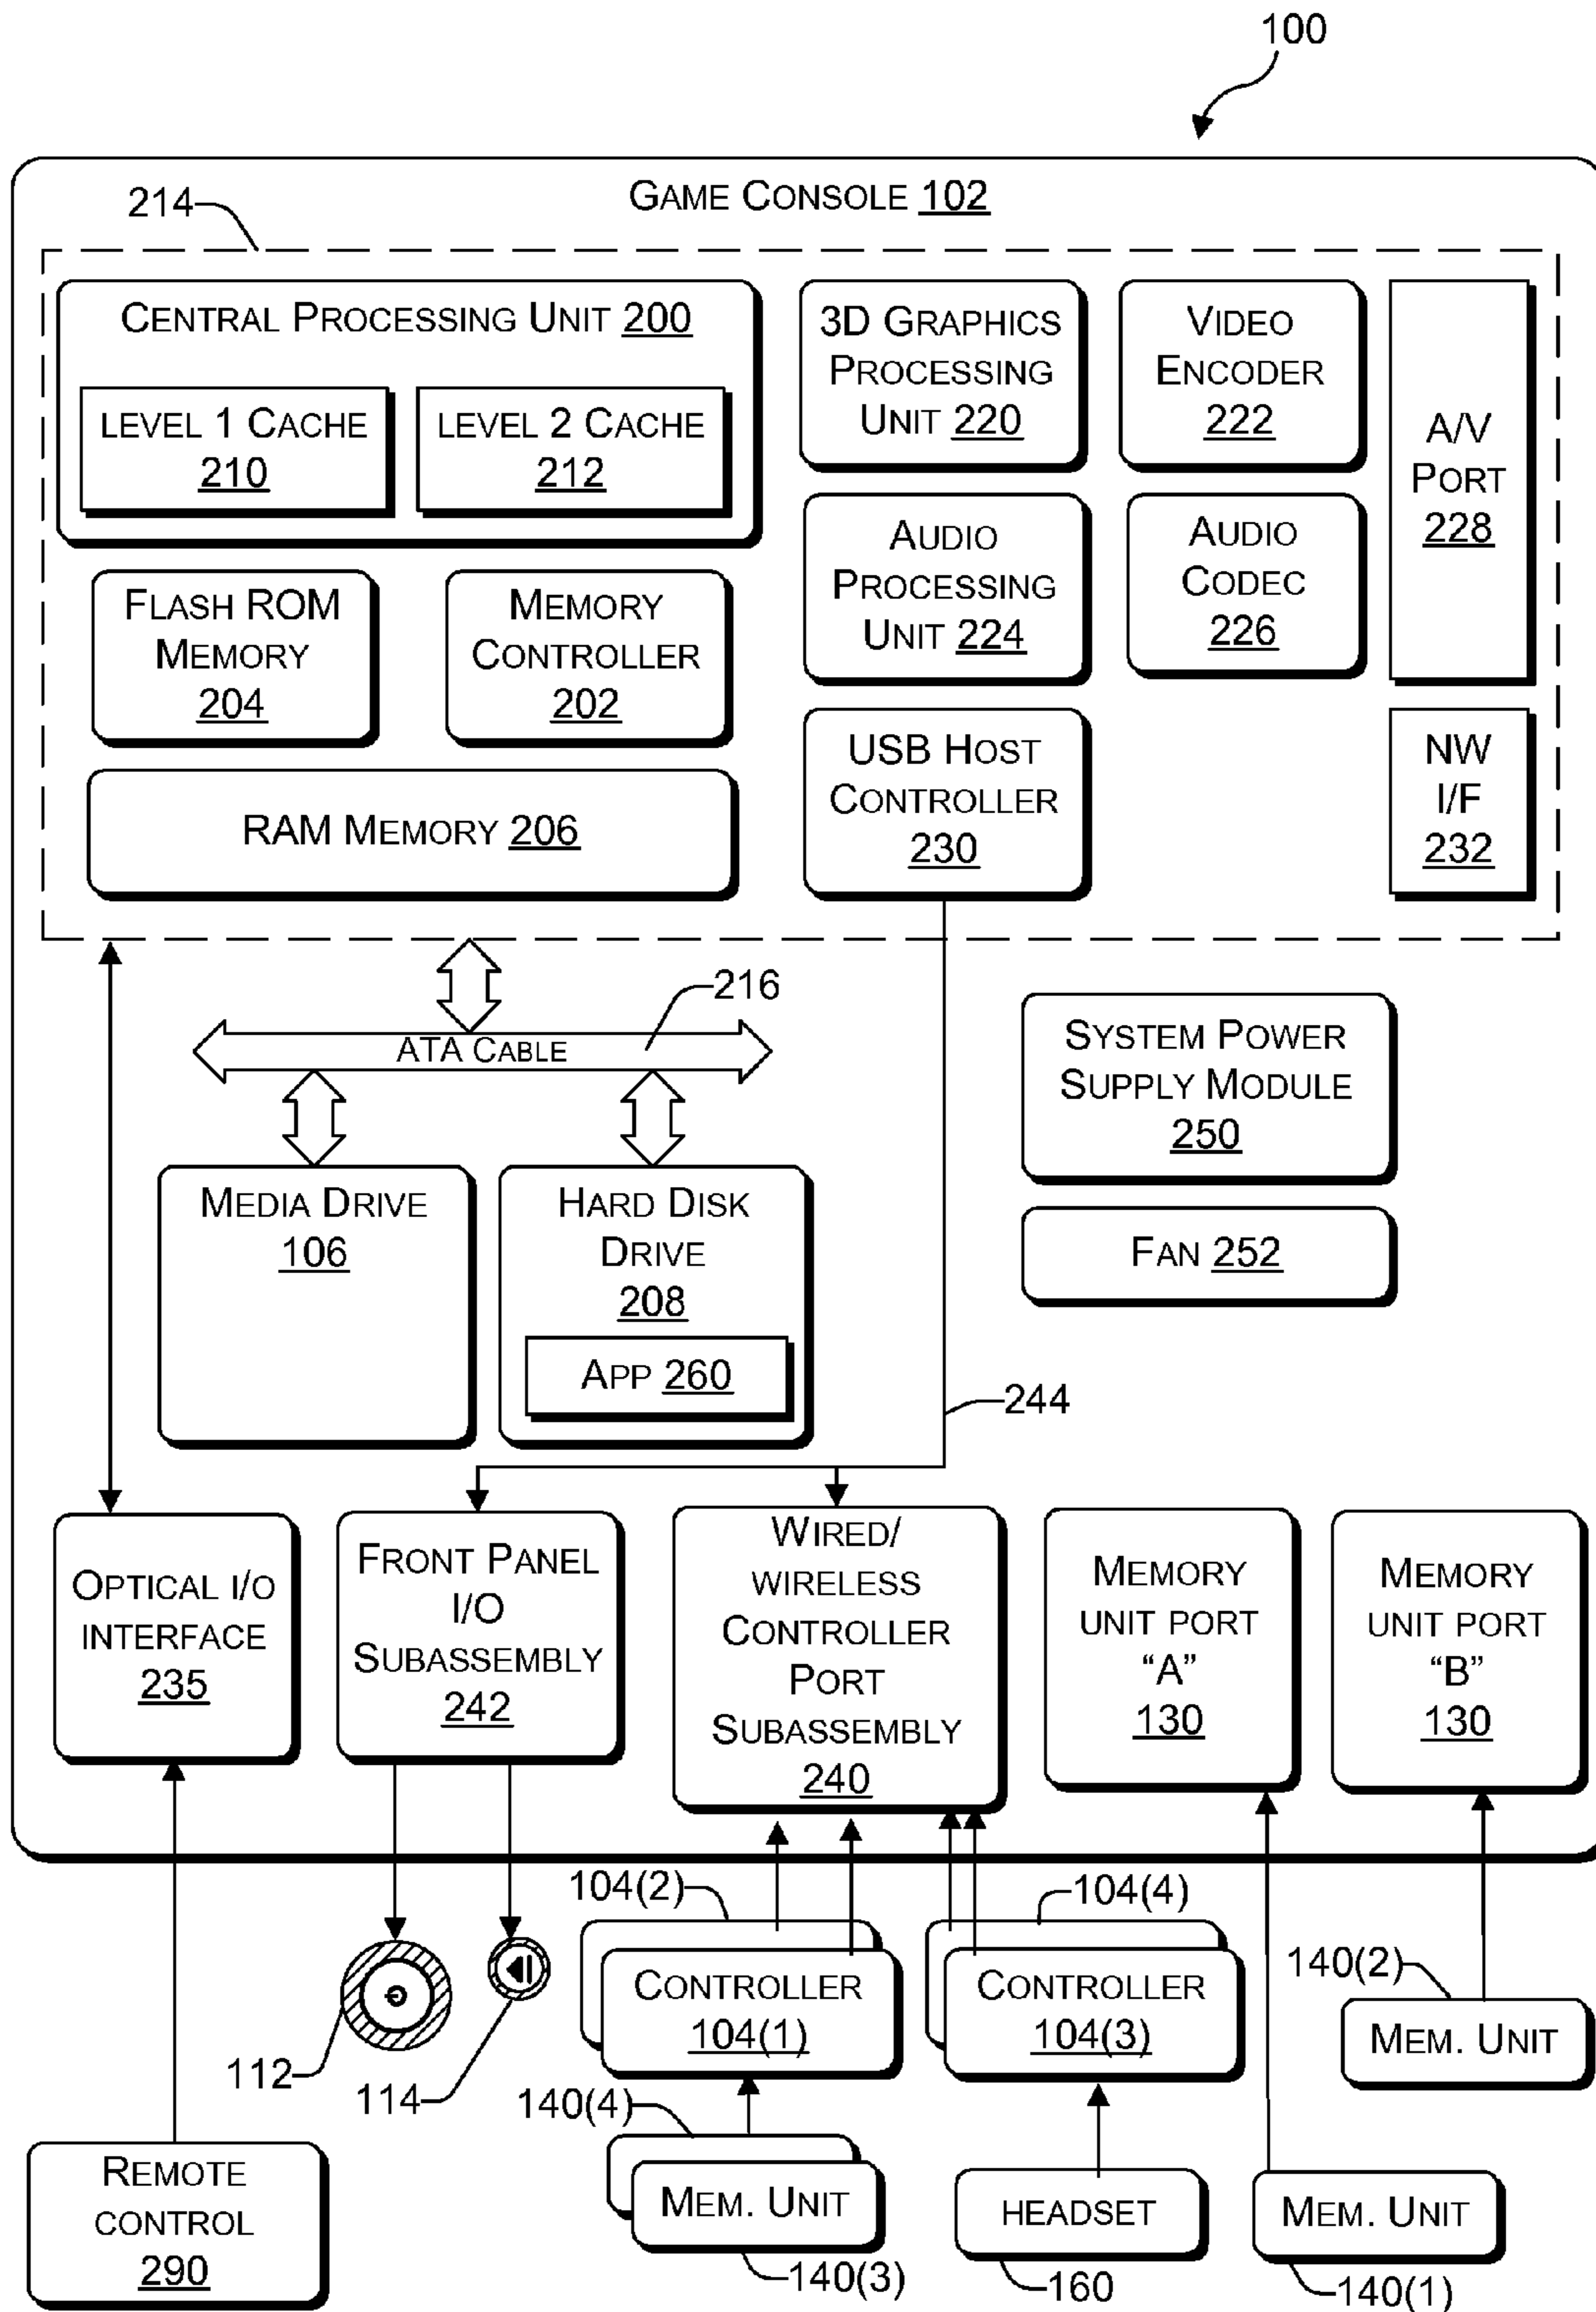 100
GAME CONSOLE 102
214
CENTRAL PROCESSING UNIT 200
LEVEL 1 CACHE
210
LEVEL 2 CACHE
212
3D GRAPHICS
PROCESSING
UNIT 220
VIDEO
ENCODER
222
A/V
PORT
228
FLASH ROM
MEMORY
204
MEMORY
CONTROLLER
202
AUDIO
PROCESSING
UNIT 224
AUDIO
CODEC
226
RAM MEMORY 206
USB HOST
CONTROLLER
230
NW
I/F
232
216
ATA CABLE
SYSTEM POWER
SUPPLY MODULE
250
MEDIA DRIVE
106
HARD DISK
DRIVE
208
APP 260
FAN 252
244
OPTICAL I/O
INTERFACE
235
FRONT PANEL
I/O
SUBASSEMBLY
242
WIRED/
WIRELESS
CONTROLLER
PORT
SUBASSEMBLY
240
MEMORY
UNIT PORT
“A”
130
MEMORY
UNIT PORT
“B”
130
104(2)
104(4)
CONTROLLER
104(1)
CONTROLLER
104(3)
140(2)
MEM. UNIT
112
114
140(4)
REMOTE
CONTROL
290
MEM. UNIT
140(3)
HEADSET
160
MEM. UNIT
140(1)